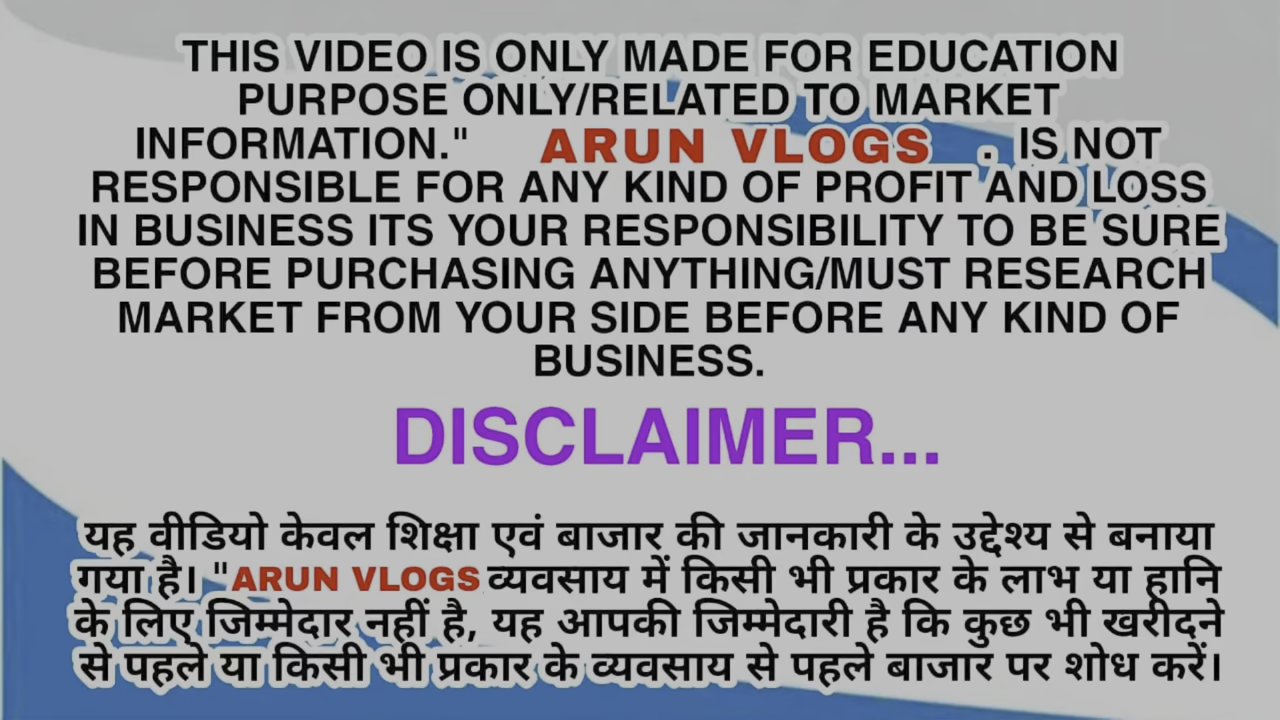 THIS VIDEO IS ONLY MADE FOR EDUCATION
PURPOSE ONLY/RELATED TO MARKET
INFORMATION." ARUN VLOGS . IS NOT
RESPONSIBLE FOR ANY KIND OF PROFIT AND LOSS
IN BUSINESS ITS YOUR RESPONSIBILITY TO BE SURE
BEFORE PURCHASING ANYTHING/MUST RESEARCH
MARKET FROM YOUR SIDE BEFORE ANY KIND OF
BUSINESS.
DISCLAIMER...
यह वीडियो केवल शिक्षा एवं बाजार की जानकारी के उद्देश्य से बनाया
गया है। "ARUN VLOGS व्यवसाय में किसी भी प्रकार के लाभ या हानि
के लिए जिम्मेदार नहीं है, यह आपकी जिम्मेदारी है कि कुछ भी खरीदने
से पहले या किसी भी प्रकार के व्यवसाय से पहले बाजार पर शोध करें।